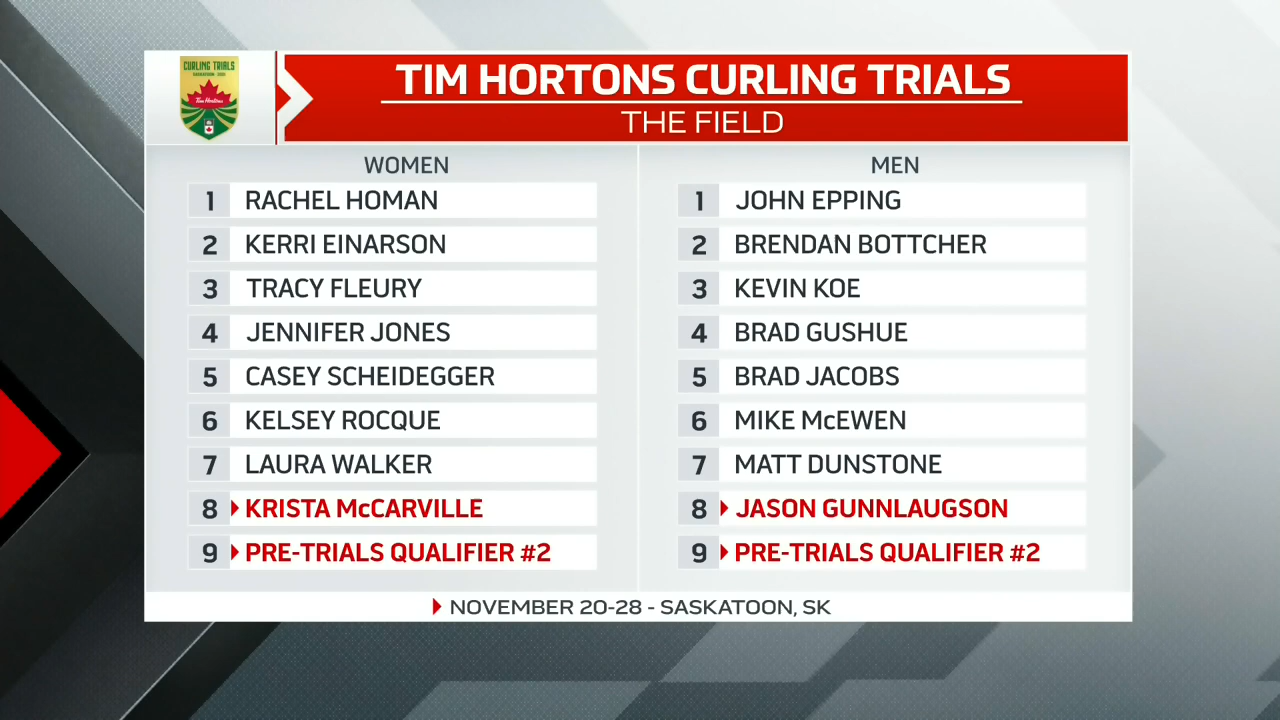 CURLING TRIALS
Tim Hortons
TIM HORTONS CURLING TRIALS
THE FIELD
WOMEN
1 RACHEL HOMAN
2 KERRI EINARSON
3 TRACY FLEURY
4 JENNIFER JONES
5 CASEY SCHEIDEGGER
6 KELSEY ROCQUE
7 LAURA WALKER
8 KRISTA McCARVILLE
9 PRE-TRIALS QUALIFIER #2
MEN
1 JOHN EPPING
2 BRENDAN BOTTCHER
3 KEVIN KOE
4 BRAD GUSHUE
5 BRAD JACOBS
6 MIKE McEWEN
7 MATT DUNSTONE
8 JASON GUNNLAUGSON
9 PRE-TRIALS QUALIFIER #2
NOVEMBER 20-28 - SASKATOON, SK